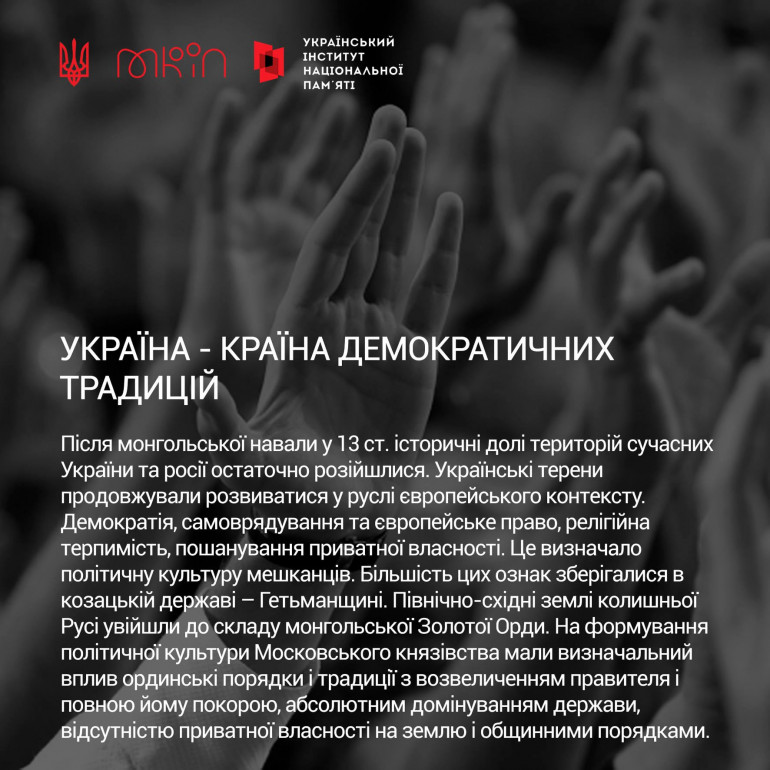 мкіп
УКРАЇНСЬКИЙ
ІНСТИТУТ
НАЦІОНАЛЬНОЇ
ПАМ'ЯТІ
УКРАЇНА - КРАЇНА ДЕМОКРАТИЧНИХ
ТРАДИЦІЙ
Після монгольської навали у 13 ст. історичні долі територій сучасних
України та росії остаточно розійшлися. Українські терени
продовжували розвиватися у руслі європейського контексту.
Демократія, самоврядування та європейське право, релігійна
терпимість, пошанування приватної власності. Це визначало
політичну культуру мешканців. Більшість цих ознак зберігалися в
козацькій державі – Гетьманщині. Північно-східні землі колишньої
Русі увійшли до складу монгольської Золотої Орди. На формування
політичної культури Московського князівства мали визначальний
вплив ординські порядки і традиції з возвеличенням правителя і
повною йому покорою, абсолютним домінуванням держави,
відсутністю приватної власності на землю і общинними порядками.